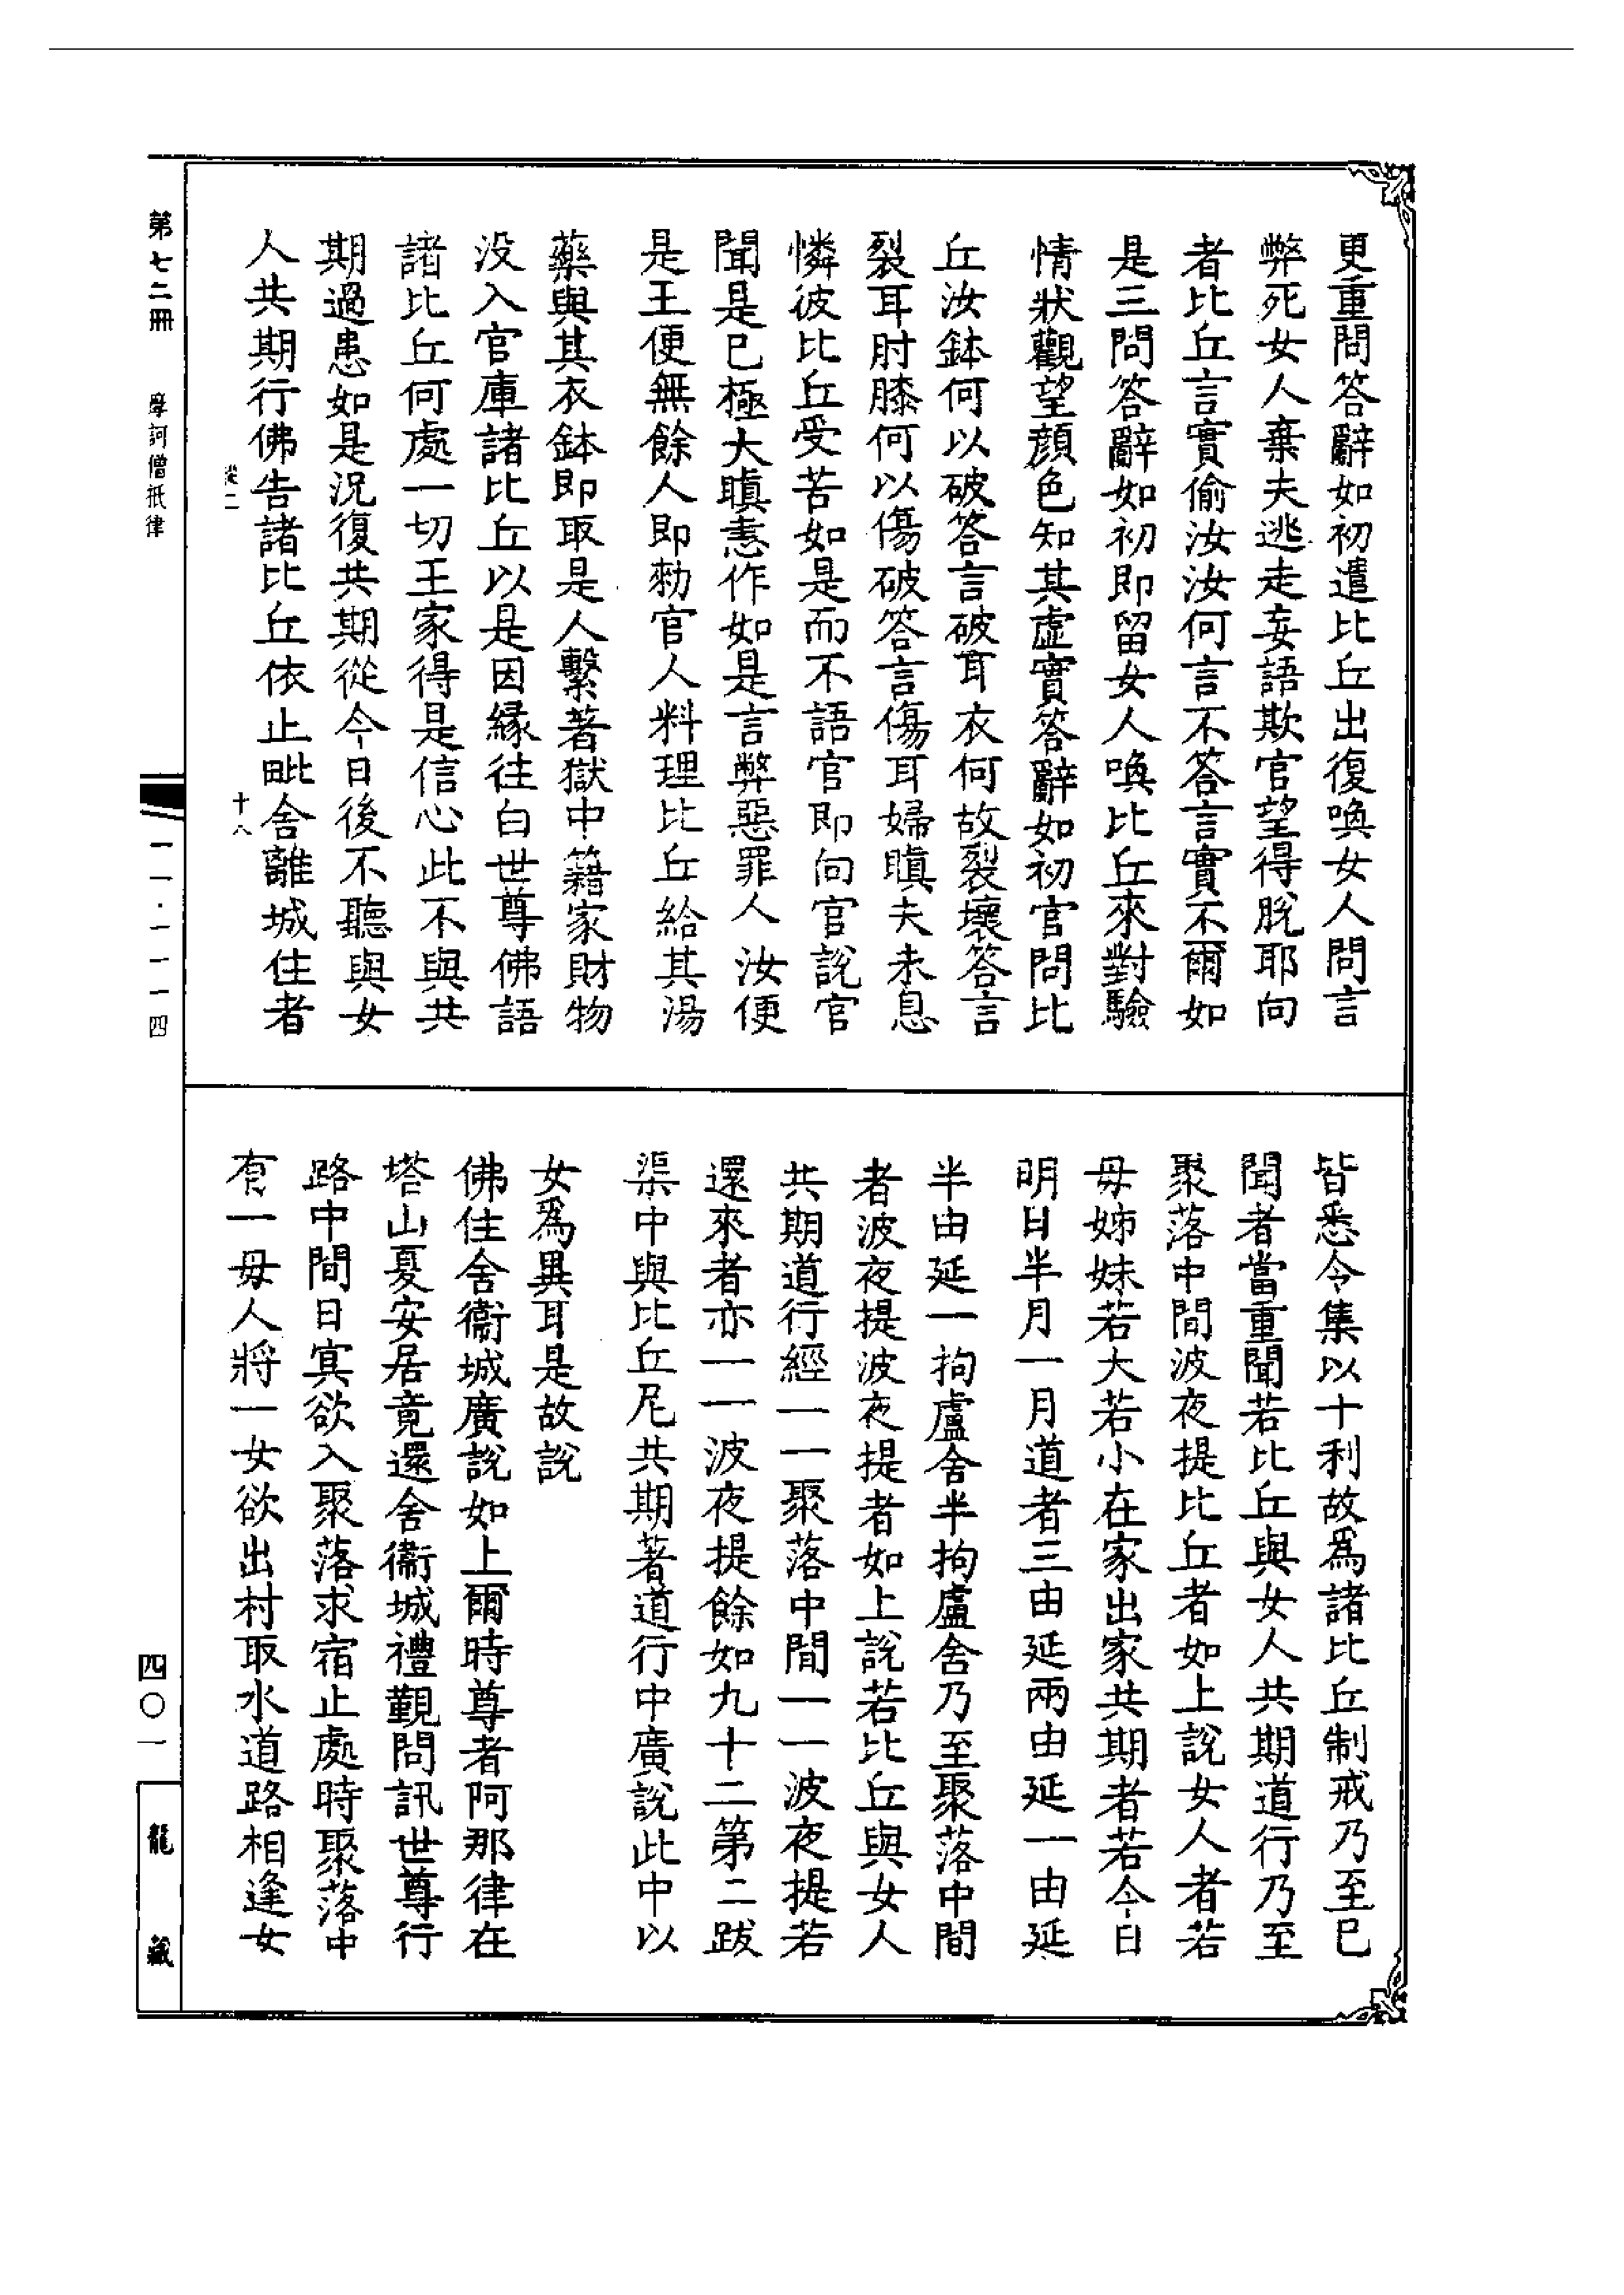 更重問答辭如初遣比丘出復喚女人問言
弊死女人棄夫逃走妄語欺官望得脫耶向
者比丘言實偷汝汝何言不答言實不爾如
是三問答辭如初即留女人喚比丘來對驗
情狀觀望顏色知其虛實答辭如初官問比
丘汝鉢何以破答言破耳衣何故裂壞答言
裂耳肘膝何以傷破答言傷耳婦瞋夫未息
憐彼比丘受苦如是而不語官即向官說官
聞是已極大瞋恚作如是言弊惡罪人汝便
是王便無餘人即勑官人料理比丘給其湯
藥與其衣鉢即取是人繫著獄中籍家財物
没入官庫諸比丘以是因緣往白世尊佛語
諸比丘何處一切王家得是信心此不與共
期過患如是況復共期從今日後不聽與女
人共期行佛告諸比丘依止毗舍離城住者
十八
皆悉令集以十利故爲諸比丘制戒乃至已
聞者當重聞若比丘與女人共期道行乃至
聚落中間波夜提比丘者如上說女人者若
母姊妹若大若小在家出家共期者若今日
明日半月一月道者三由延兩由延一由延
半由延一拘盧舍半拘盧舍乃至聚落中間
者波夜提波夜提者如上說若比丘與女人
共期道行經一一聚落中間一一波夜提若
還來者亦一一波夜提餘如九十二第二跋
渠中與比丘尼共期著道行中廣說此中以
女爲異耳是故說
佛住舍衞城廣說如上爾時尊者阿那律在
塔山夏安居竟還舍衞城禮覲問訊世尊行
路中間日寘欲入聚落求宿止處時聚落中
有一母人將一女欲出村取水道路相逢女
第七二冊
摩訶僧祇律
二一·一一一四
四〇一
龍藏